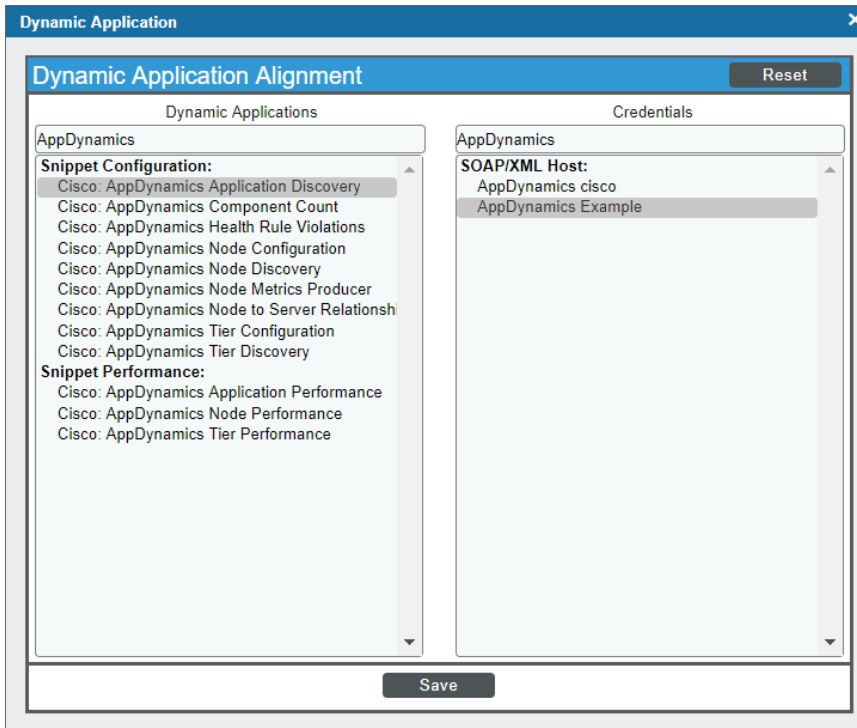 Dynamic Application
Dynamic Application Alignment
Reset
Dynamic Applications
AppDynamics
Snippet Configuration:
Cisco: AppDynamics Application Discovery
Cisco: AppDynamics Component Count
Cisco: AppDynamics Health Rule Violations
Cisco: AppDynamics Node Configuration
Cisco: AppDynamics Node Discovery
Cisco: AppDynamics Node Metrics Producer
Cisco: AppDynamics Node to Server Relationshi
Cisco: AppDynamics Tier Configuration
Cisco: AppDynamics Tier Discovery
Snippet Performance:
Cisco: AppDynamics Application Performance
Cisco: AppDynamics Node Performance
Cisco: AppDynamics Tier Performance
Credentials
AppDynamics
SOAP/XML Host:
AppDynamics cisco
AppDynamics Example
Save